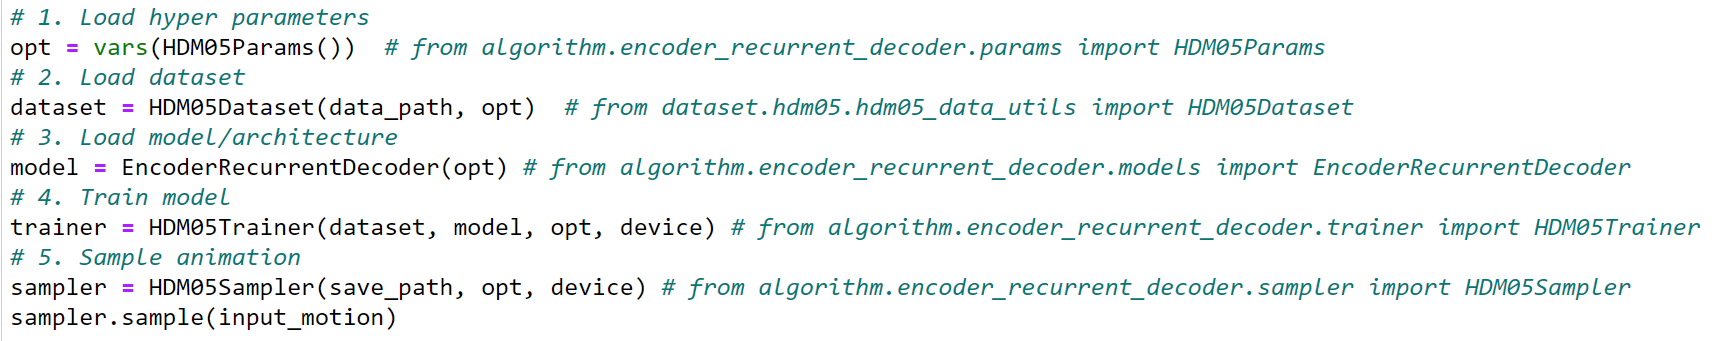 # 1. Load hyper parameters
opt = vars(HDM05Params())  # from algorithm.encoder_recurrent_decoder.params import HDM05Params
# 2. Load dataset
dataset = HDM05Dataset(data_path, opt)  # from dataset.hdm05.hdm05_data_utils import HDM05Dataset
# 3. Load model/architecture
model = EncoderRecurrentDecoder(opt) # from algorithm.encoder_recurrent_decoder.models import EncoderRecurrentDecoder
# 4. Train model
trainer = HDM05Trainer(dataset, model, opt, device) # from algorithm.encoder_recurrent_decoder.trainer import HDM05Trainer
# 5. Sample animation
sampler = HDM05Sampler(save_path, opt, device) # from algorithm.encoder_recurrent_decoder.sampler import HDM05Sampler
sampler.sample(input_motion)